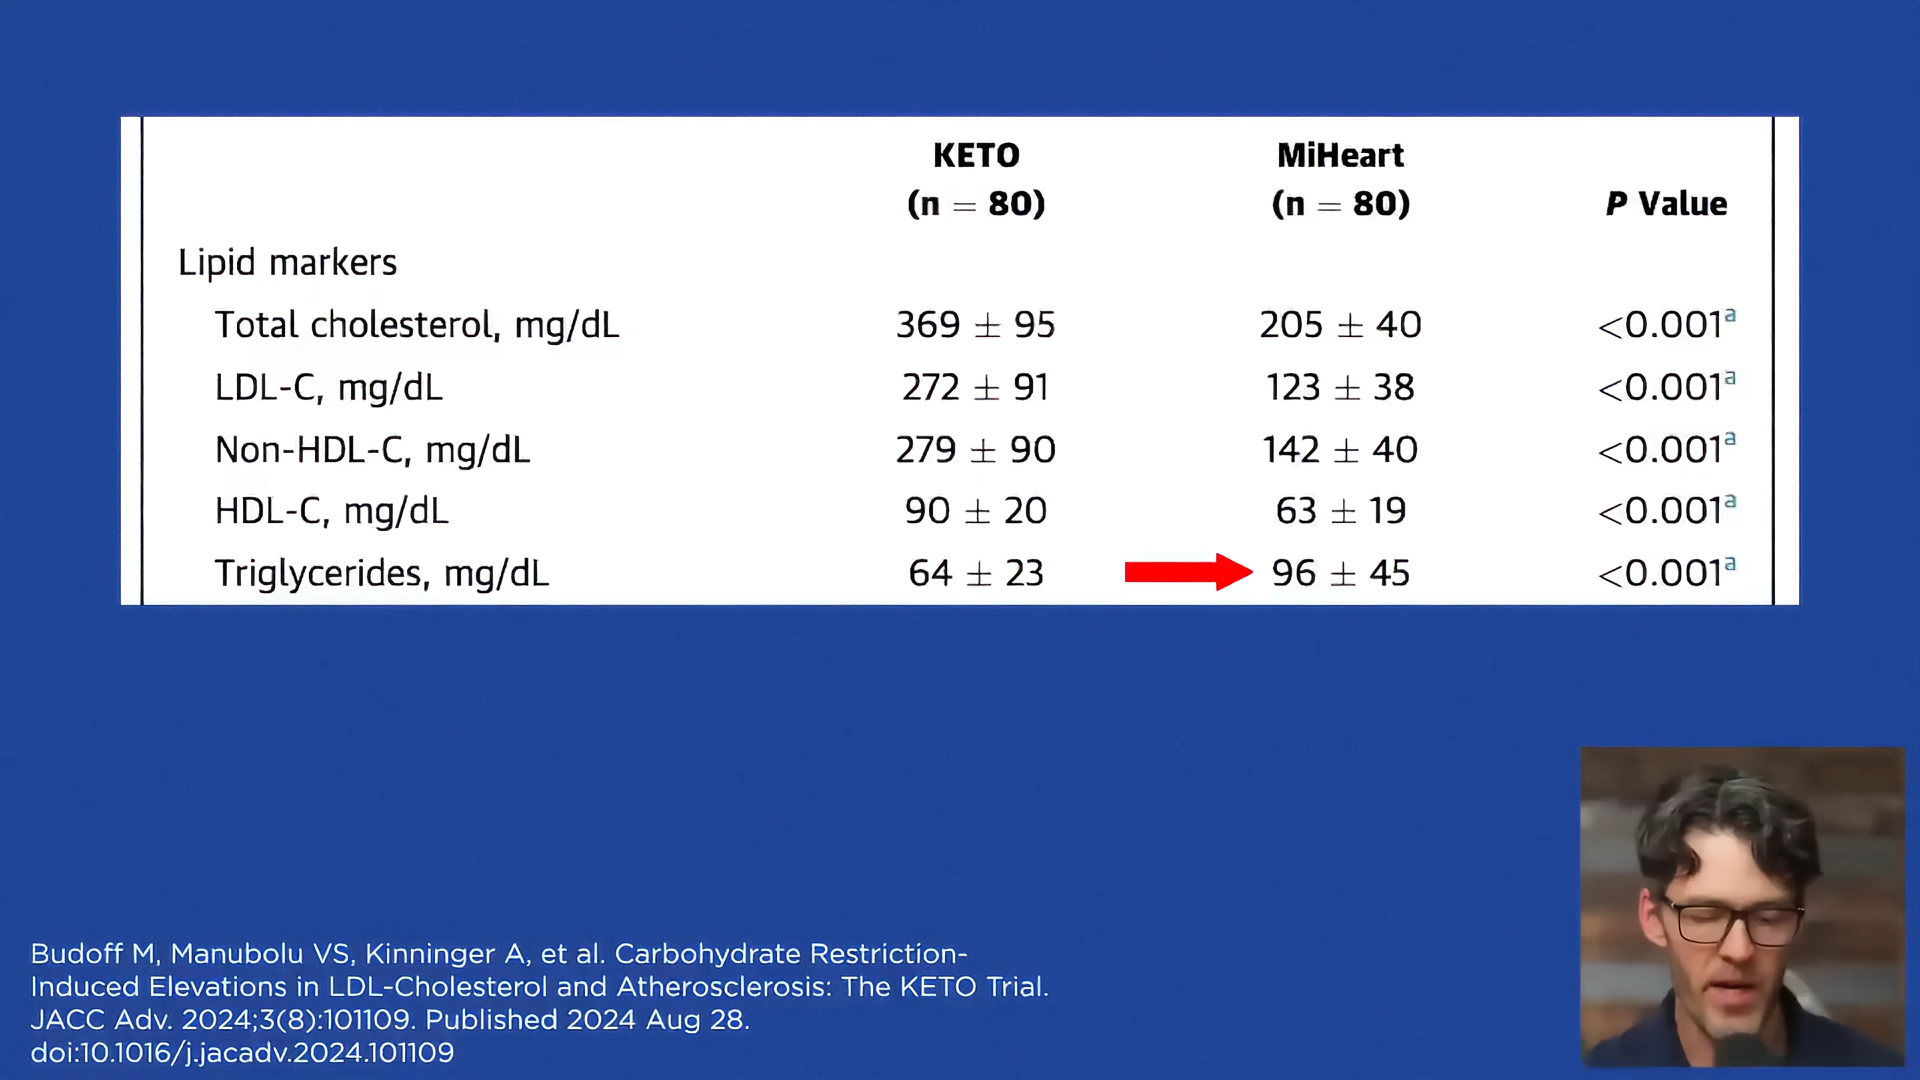 KETO MiHeart
(n = 80) (n = 80) P Value
Lipid markers
Total cholesterol, mg/dL 369 ± 95 205 ± 40 <0.001ᵃ
LDL-C, mg/dL 272 ± 91 123 ± 38 <0.001ᵃ
Non-HDL-C, mg/dL 279 ± 90 142 ± 40 <0.001ᵃ
HDL-C, mg/dL 90 ± 20 63 ± 19 <0.001ᵃ
Triglycerides, mg/dL 64 ± 23 96 ± 45 <0.001ᵃ
Budoff M, Manubolu VS, Kinninger A, et al. Carbohydrate Restriction-
Induced Elevations in LDL-Cholesterol and Atherosclerosis: The KETO Trial.
JACC Adv. 2024;3(8):101109. Published 2024 Aug 28.
doi:10.1016/j.jacadv.2024.101109